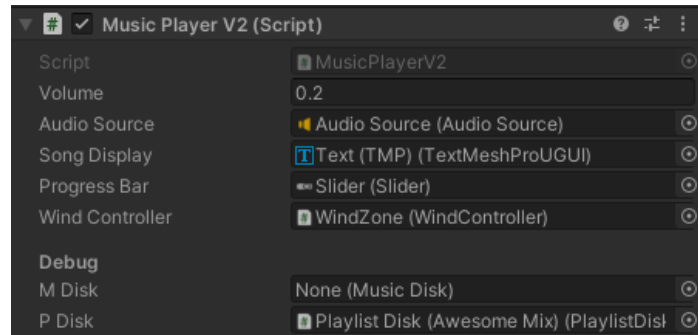 Music Player V2 (Script)
Script MusicPlayerV2
Volume 0.2
Audio Source Audio Source (Audio Source)
Song Display Text (TMP) (TextMeshProUGUI)
Progress Bar Slider (Slider)
Wind Controller WindZone (WindController)
Debug
M Disk None (Music Disk)
P Disk Playlist Disk (Awesome Mix) (PlaylistDisk